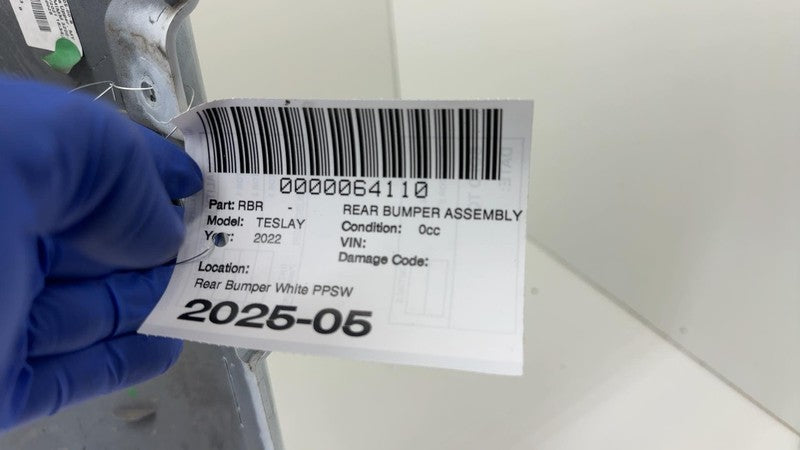 0000064110
Part: RBR - REAR BUMPER ASSEMBLY
Model: TESLAY Condition: 0cc
Year: 2022 VIN:
Damage Code:
Location:
Rear Bumper White PPSW
2025-05